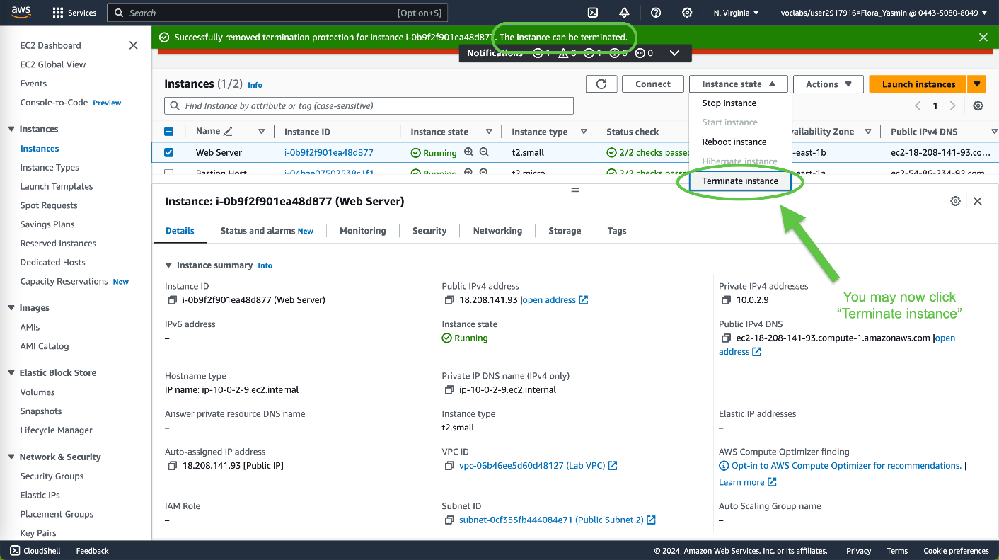 aws
Services
Search
[Option+S]
N. Virginia
voclabs/user2917916=Flora_Yasmin @ 0443-5080-8049
Successfully removed termination protection for instance i-0b9f2f901ea48d877. The instance can be terminated.
Notifications 1 0 1 0 0
EC2 Dashboard
EC2 Global View
Events
Console-to-Code Preview
Instances
Instances
Instance Types
Launch Templates
Spot Requests
Savings Plans
Reserved Instances
Dedicated Hosts
Capacity Reservations New
Images
AMIs
AMI Catalog
Elastic Block Store
Volumes
Snapshots
Lifecycle Manager
Network & Security
Security Groups
Elastic IPs
Placement Groups
Key Pairs
Instances (1/2) Info
Connect
Instance state
Actions
Launch instances
Find Instance by attribute or tag (case-sensitive)
1
Stop instance
Start instance
Reboot instance
Hibernate instance
Terminate instance
Name
Instance ID
Instance state
Instance type
Status check
vailability Zone
Public IPv4 DNS
Web Server
i-0b9f2f901ea48d877
Running
t2.small
2/2 checks passed
-east-1b
ec2-18-208-141-93.co...
Bastion Host
i-04bae07502538c1f1
Running
t2.micro
2/2 checks passe
-east-1a
ec2-54-86-234-92.com
Instance: i-0b9f2f901ea48d877 (Web Server)
Details
Status and alarms New
Monitoring
Security
Networking
Storage
Tags
Instance summary Info
Instance ID
i-0b9f2f901ea48d877 (Web Server)
Public IPv4 address
18.208.141.93 |open address
Private IPv4 addresses
10.0.2.9
You may now click
“Terminate instance”
IPv6 address
–
Instance state
Running
Public IPv4 DNS
ec2-18-208-141-93.compute-1.amazonaws.com |open
address
Hostname type
IP name: ip-10-0-2-9.ec2.internal
Private IP DNS name (IPv4 only)
ip-10-0-2-9.ec2.internal
Answer private resource DNS name
–
Instance type
t2.small
Elastic IP addresses
–
Auto-assigned IP address
18.208.141.93 [Public IP]
VPC ID
vpc-06b46ee5d60d48127 (Lab VPC)
AWS Compute Optimizer finding
Opt-in to AWS Compute Optimizer for recommendations. |
Learn more
IAM Role
–
Subnet ID
subnet-0cf355fb444084e71 (Public Subnet 2)
Auto Scaling Group name
–
CloudShell
Feedback
© 2024, Amazon Web Services, Inc. or its affiliates.
Privacy
Terms
Cookie preferences